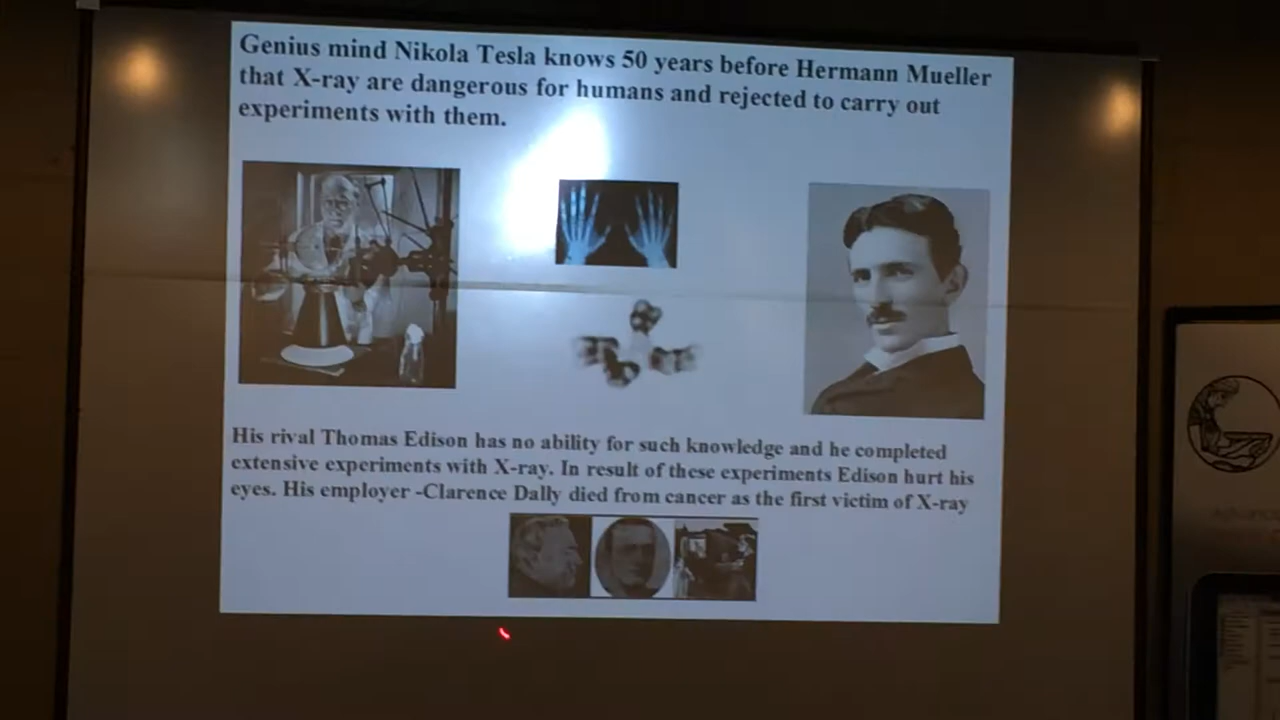 Genius mind Nikola Tesla knows 50 years before Hermann Mueller
that X-ray are dangerous for humans and rejected to carry out
experiments with them.
His rival Thomas Edison has no ability for such knowledge and he completed
extensive experiments with X-ray. In result of these experiments Edison hurt his
eyes. His employer -Clarence Dally died from cancer as the first victim of X-ray